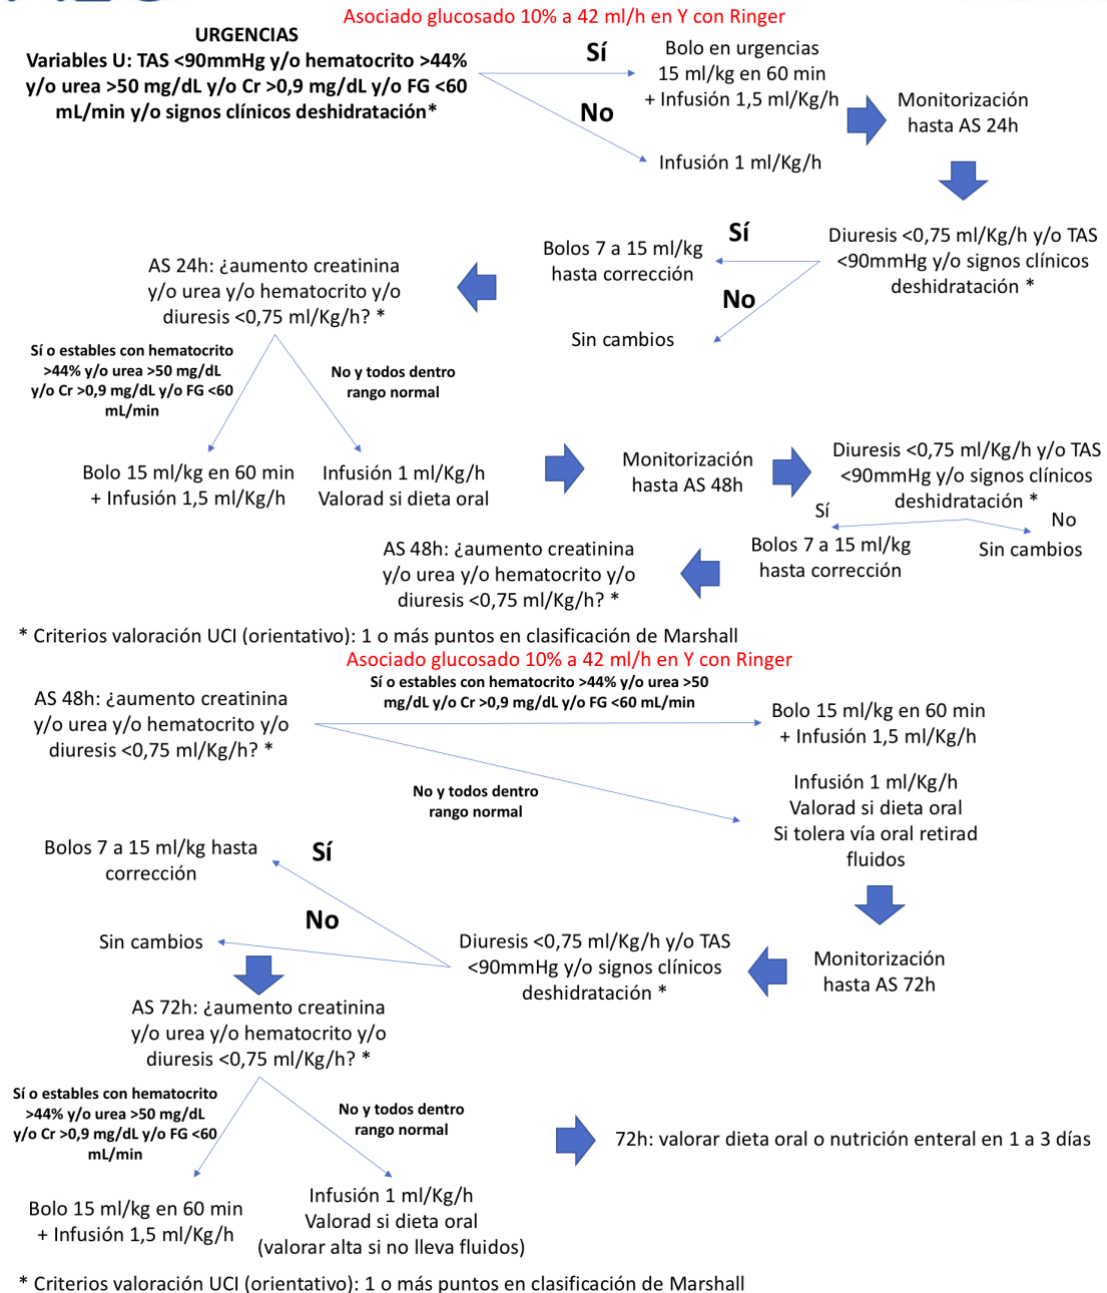 Asociado glucosado 10% a 42 ml/h en Y con Ringer
URGENCIAS
Variables U: TAS <90mmHg y/o hematocrito >44%
y/o urea >50 mg/dL y/o Cr >0,9 mg/dL y/o FG <60
mL/min y/o signos clínicos deshidratación*
Sí
No
Bolo en urgencias
15 ml/kg en 60 min
+ Infusión 1,5 ml/Kg/h
Infusión 1 ml/Kg/h
Monitorización
hasta AS 24h
Diuresis <0,75 ml/Kg/h y/o TAS
<90mmHg y/o signos clínicos
deshidratación *
Sí
No
Bolos 7 a 15 ml/kg
hasta corrección
Sin cambios
AS 24h: ¿aumento creatinina
y/o urea y/o hematocrito y/o
diuresis <0,75 ml/Kg/h? *
Sí o estables con hematocrito
>44% y/o urea >50 mg/dL
y/o Cr >0,9 mg/dL y/o FG <60
mL/min
No y todos dentro
rango normal
Bolo 15 ml/kg en 60 min
+ Infusión 1,5 ml/Kg/h
Infusión 1 ml/Kg/h
Valorad si dieta oral
Monitorización
hasta AS 48h
Diuresis <0,75 ml/Kg/h y/o TAS
<90mmHg y/o signos clínicos
deshidratación *
Sí
No
Bolos 7 a 15 ml/kg
hasta corrección
Sin cambios
AS 48h: ¿aumento creatinina
y/o urea y/o hematocrito y/o
diuresis <0,75 ml/Kg/h? *
* Criterios valoración UCI (orientativo): 1 o más puntos en clasificación de Marshall
Asociado glucosado 10% a 42 ml/h en Y con Ringer
AS 48h: ¿aumento creatinina
y/o urea y/o hematocrito y/o
diuresis <0,75 ml/Kg/h? *
Sí o estables con hematocrito >44% y/o urea >50
mg/dL y/o Cr >0,9 mg/dL y/o FG <60 mL/min
No y todos dentro
rango normal
Bolo 15 ml/kg en 60 min
+ Infusión 1,5 ml/Kg/h
Infusión 1 ml/Kg/h
Valorad si dieta oral
Si tolera vía oral retirad
fluidos
Monitorización
hasta AS 72h
Diuresis <0,75 ml/Kg/h y/o TAS
<90mmHg y/o signos clínicos
deshidratación *
Sí
No
Bolos 7 a 15 ml/kg hasta
corrección
Sin cambios
AS 72h: ¿aumento creatinina
y/o urea y/o hematocrito y/o
diuresis <0,75 ml/Kg/h? *
Sí o estables con hematocrito
>44% y/o urea >50 mg/dL
y/o Cr >0,9 mg/dL y/o FG <60
mL/min
No y todos dentro
rango normal
Bolo 15 ml/kg en 60 min
+ Infusión 1,5 ml/Kg/h
Infusión 1 ml/Kg/h
Valorad si dieta oral
(valorar alta si no lleva fluidos)
72h: valorar dieta oral o nutrición enteral en 1 a 3 días
* Criterios valoración UCI (orientativo): 1 o más puntos en clasificación de Marshall